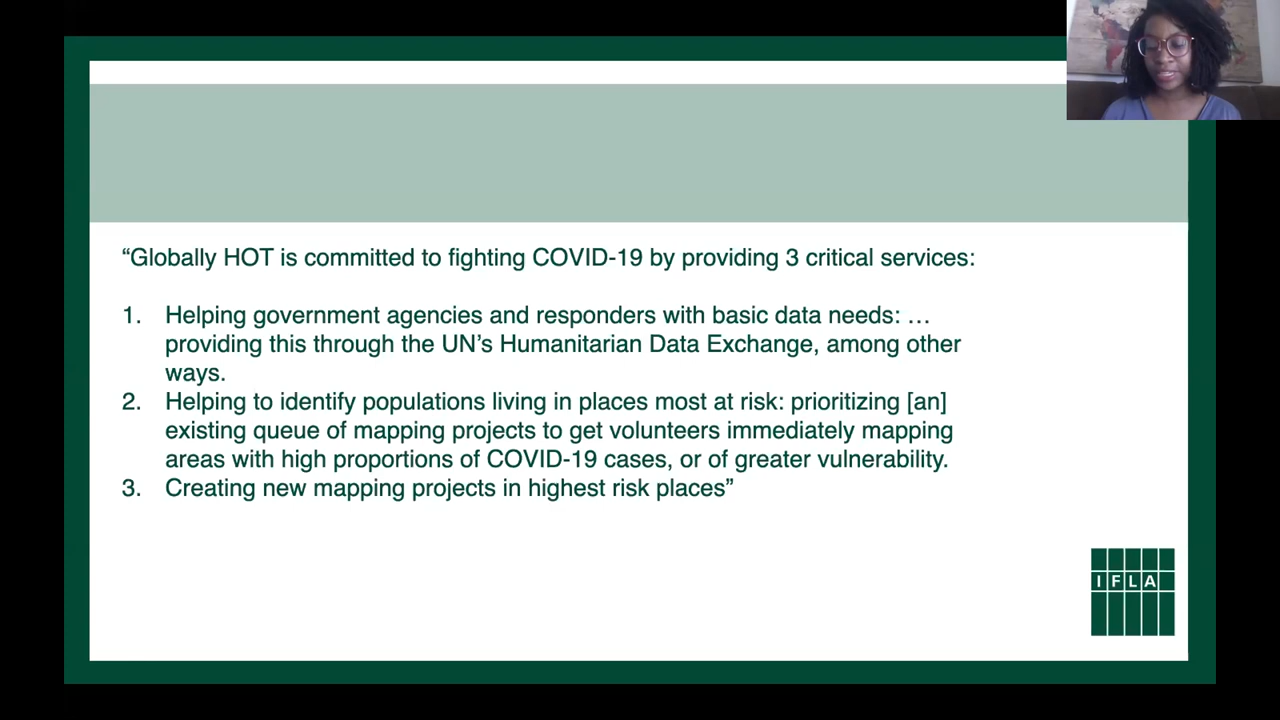 “Globally HOT is committed to fighting COVID-19 by providing 3 critical services:
1. Helping government agencies and responders with basic data needs: …
providing this through the UN’s Humanitarian Data Exchange, among other
ways.
2. Helping to identify populations living in places most at risk: prioritizing [an]
existing queue of mapping projects to get volunteers immediately mapping
areas with high proportions of COVID-19 cases, or of greater vulnerability.
3. Creating new mapping projects in highest risk places”
IFLA